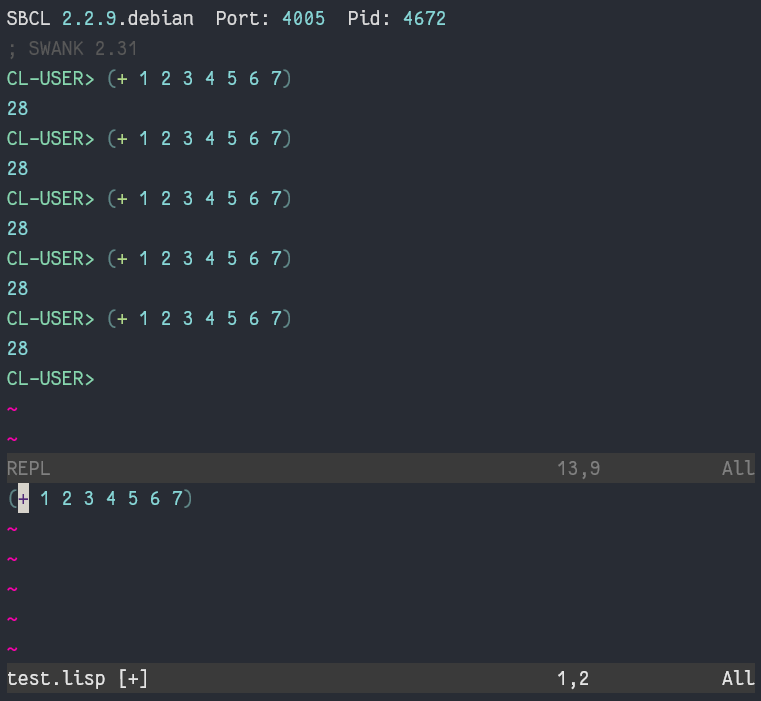 SBCL 2.2.9.debian  Port: 4005  Pid: 4672
; SWANK 2.31
CL-USER> (+ 1 2 3 4 5 6 7)
28
CL-USER> (+ 1 2 3 4 5 6 7)
28
CL-USER> (+ 1 2 3 4 5 6 7)
28
CL-USER> (+ 1 2 3 4 5 6 7)
28
CL-USER> (+ 1 2 3 4 5 6 7)
28
CL-USER>
~
~
REPL 13,9 All
(+ 1 2 3 4 5 6 7)
~
~
~
~
~
test.lisp [+] 1,2 All